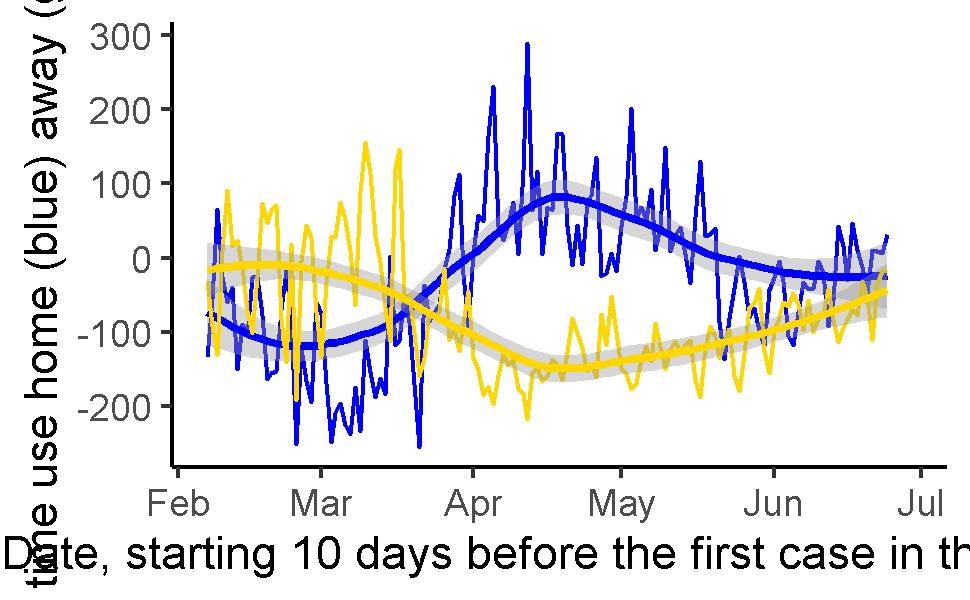 time use home (blue) away (
300
200
100
0
-100
-200
Feb Mar Apr May Jun Jul
Date, starting 10 days before the first case in